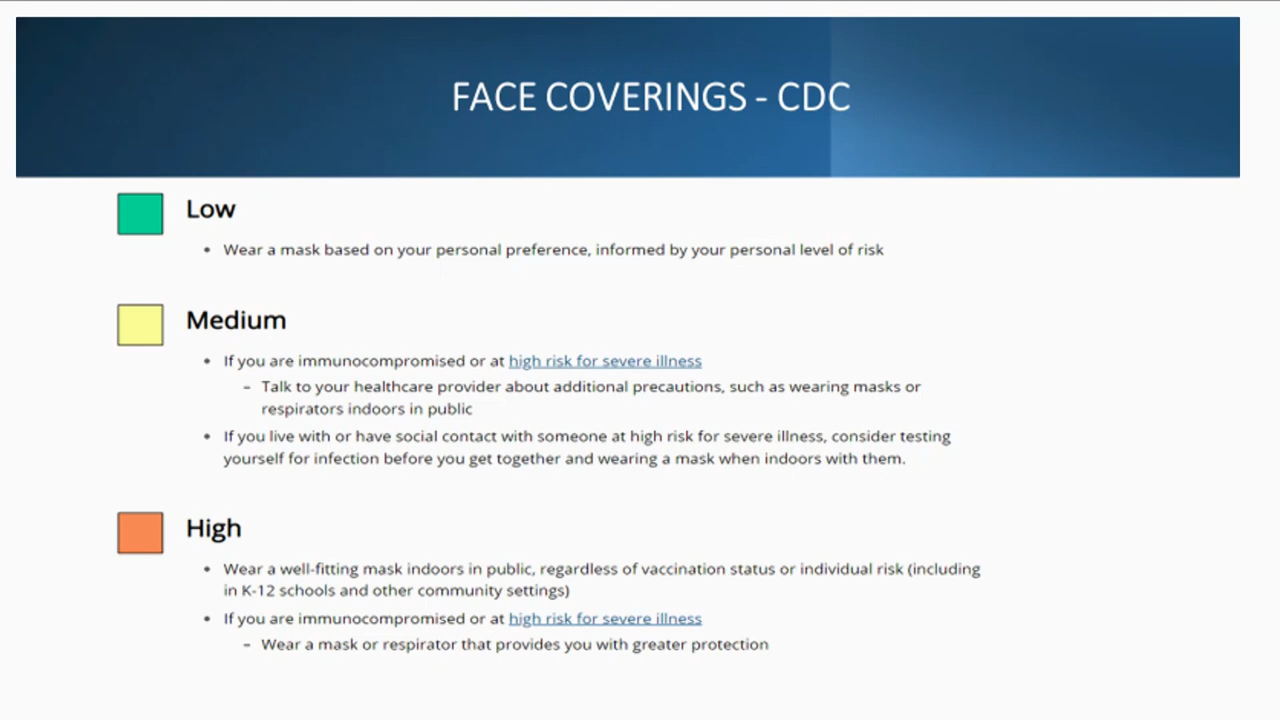 FACE COVERINGS - CDC
Low
• Wear a mask based on your personal preference, informed by your personal level of risk
Medium
• If you are immunocompromised or at high risk for severe illness
– Talk to your healthcare provider about additional precautions, such as wearing masks or
respirators indoors in public
• If you live with or have social contact with someone at high risk for severe illness, consider testing
yourself for infection before you get together and wearing a mask when indoors with them.
High
• Wear a well-fitting mask indoors in public, regardless of vaccination status or individual risk (including
in K-12 schools and other community settings)
• If you are immunocompromised or at high risk for severe illness
– Wear a mask or respirator that provides you with greater protection